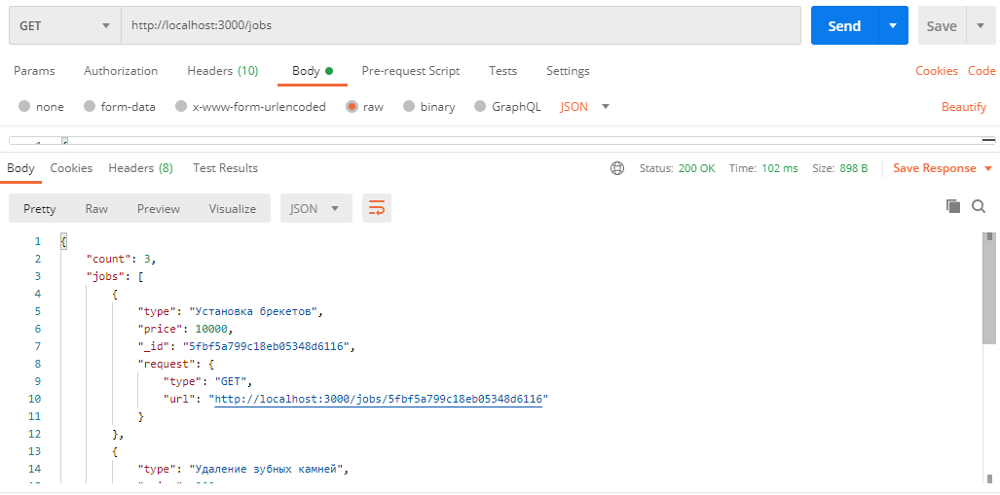 GET http://localhost:3000/jobs Send Save
Params Authorization Headers (10) Body Pre-request Script Tests Settings Cookies Code
none form-data x-www-form-urlencoded raw binary GraphQL JSON Beautify
Body Cookies Headers (8) Test Results Status: 200 OK Time: 102 ms Size: 898 B Save Response
Pretty Raw Preview Visualize JSON
1 {
2 "count": 3,
3 "jobs": [
4 {
5 "type": "Установка брекетов",
6 "price": 10000,
7 "_id": "5fbf5a799c18eb05348d6116",
8 "request": {
9 "type": "GET",
10 "url": "http://localhost:3000/jobs/5fbf5a799c18eb05348d6116"
11 }
12 },
13 {
14 "type": "Удаление зубных камней",